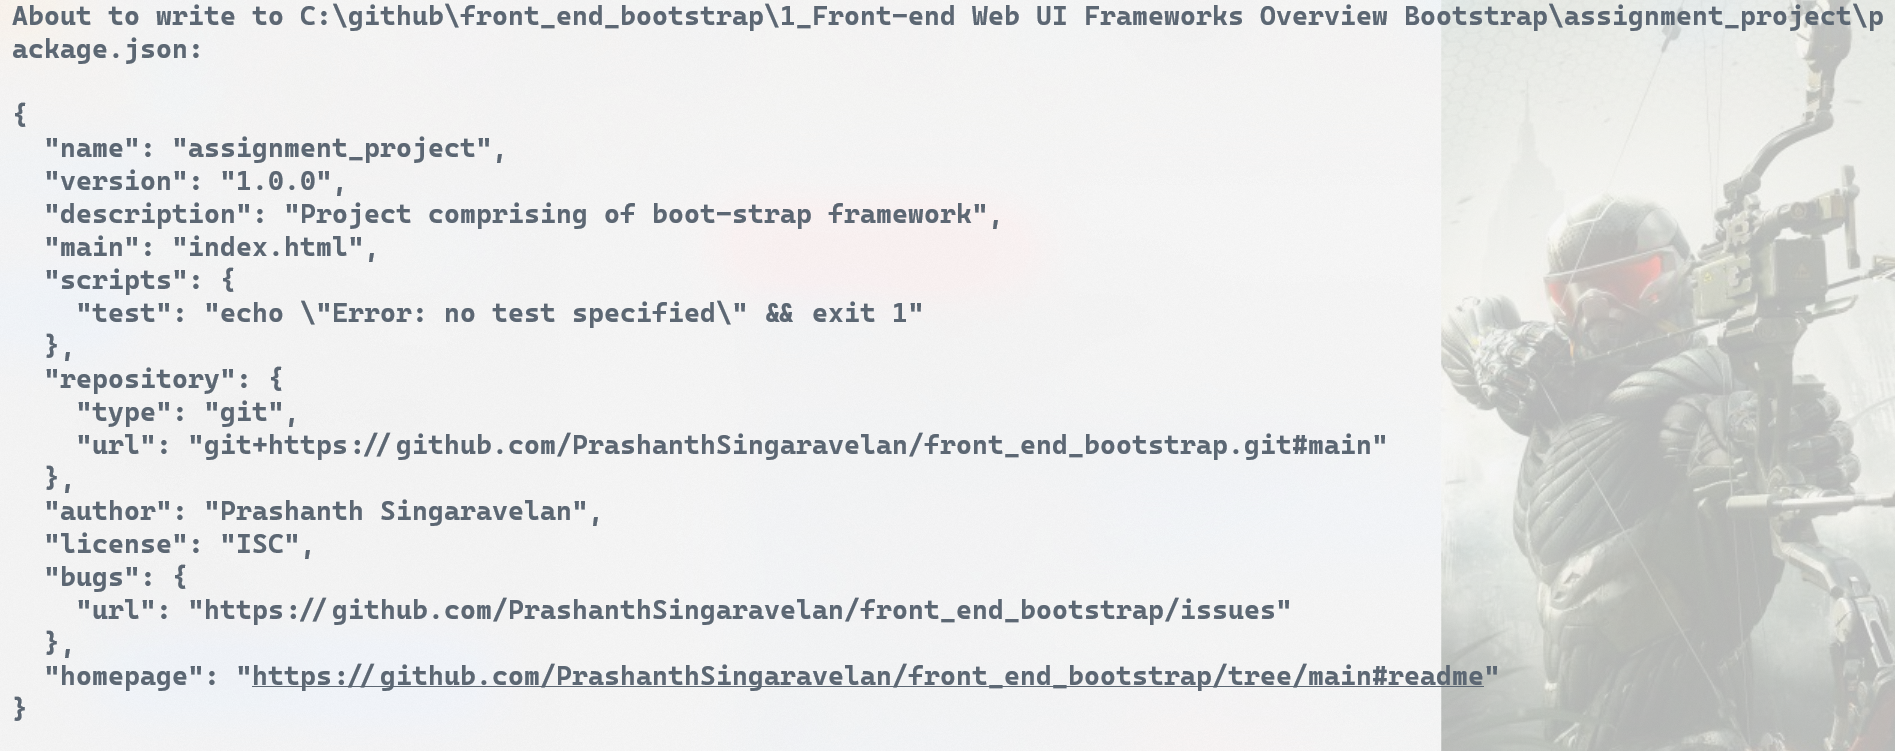 About to write to C:\github\front_end_bootstrap\1_Front-end Web UI Frameworks Overview Bootstrap\assignment_project\p
ackage.json:
{
  "name": "assignment_project",
  "version": "1.0.0",
  "description": "Project comprising of boot-strap framework",
  "main": "index.html",
  "scripts": {
    "test": "echo \"Error: no test specified\" && exit 1"
  },
  "repository": {
    "type": "git",
    "url": "git+https://github.com/PrashanthSingaravelan/front_end_bootstrap.git#main"
  },
  "author": "Prashanth Singaravelan",
  "license": "ISC",
  "bugs": {
    "url": "https://github.com/PrashanthSingaravelan/front_end_bootstrap/issues"
  },
  "homepage": "https://github.com/PrashanthSingaravelan/front_end_bootstrap/tree/main#readme"
}